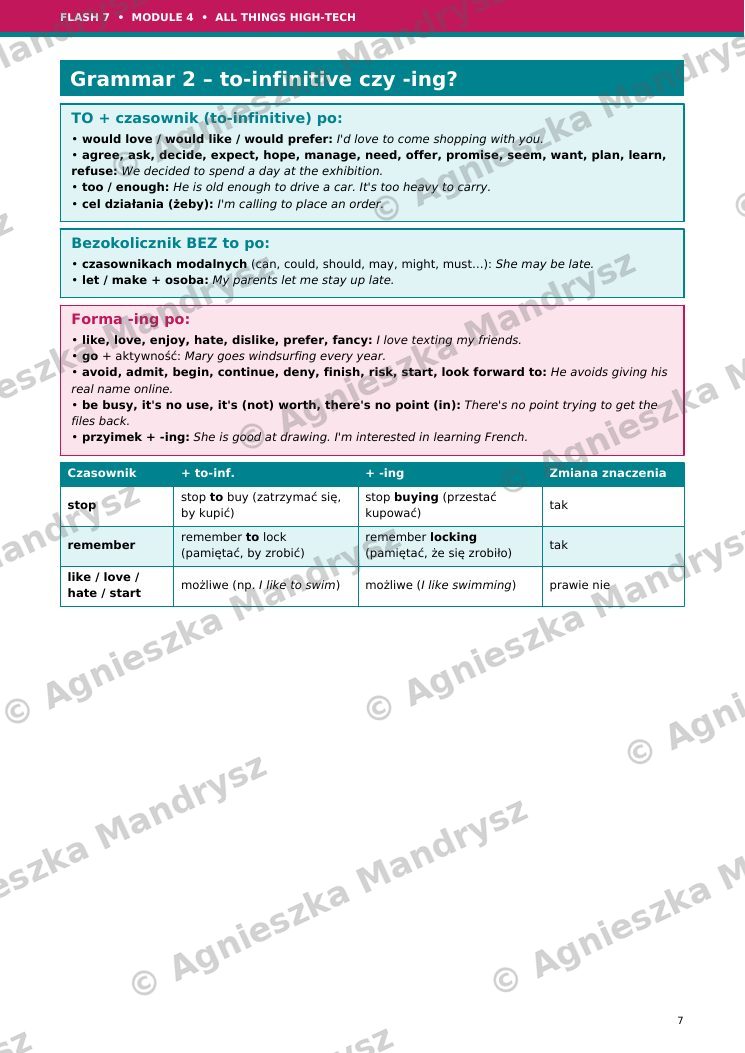 FLASH 7 • MODULE 4 • ALL THINGS HIGH-TECH
Grammar 2 – to-infinitive czy -ing?
TO + czasownik (to-infinitive) po:
• would love / would like / would prefer: I'd love to come shopping with you.
• agree, ask, decide, expect, hope, manage, need, offer, promise, seem, want, plan, learn,
refuse: We decided to spend a day at the exhibition.
• too / enough: He is old enough to drive a car. It's too heavy to carry.
• cel działania (żeby): I'm calling to place an order.
Bezokolicznik BEZ to po:
• czasownikach modalnych (can, could, should, may, might, must...): She may be late.
• let / make + osoba: My parents let me stay up late.
Forma -ing po:
• like, love, enjoy, hate, dislike, prefer, fancy: I love texting my friends.
• go + aktywność: Mary goes windsurfing every year.
• avoid, admit, begin, continue, deny, finish, risk, start, look forward to: He avoids giving his
real name online.
• be busy, it's no use, it's (not) worth, there's no point (in): There's no point trying to get the
files back.
• przyimek + -ing: She is good at drawing. I'm interested in learning French.
Czasownik + to-inf. + -ing Zmiana znaczenia
stop stop to buy (zatrzymać się, by kupić) stop buying (przestać kupować) tak
remember remember to lock (pamiętać, by zrobić) remember locking (pamiętać, że się zrobiło) tak
like / love / hate / start możliwe (np. I like to swim) możliwe (I like swimming) prawie nie
© Agnieszka Mandrysz
7